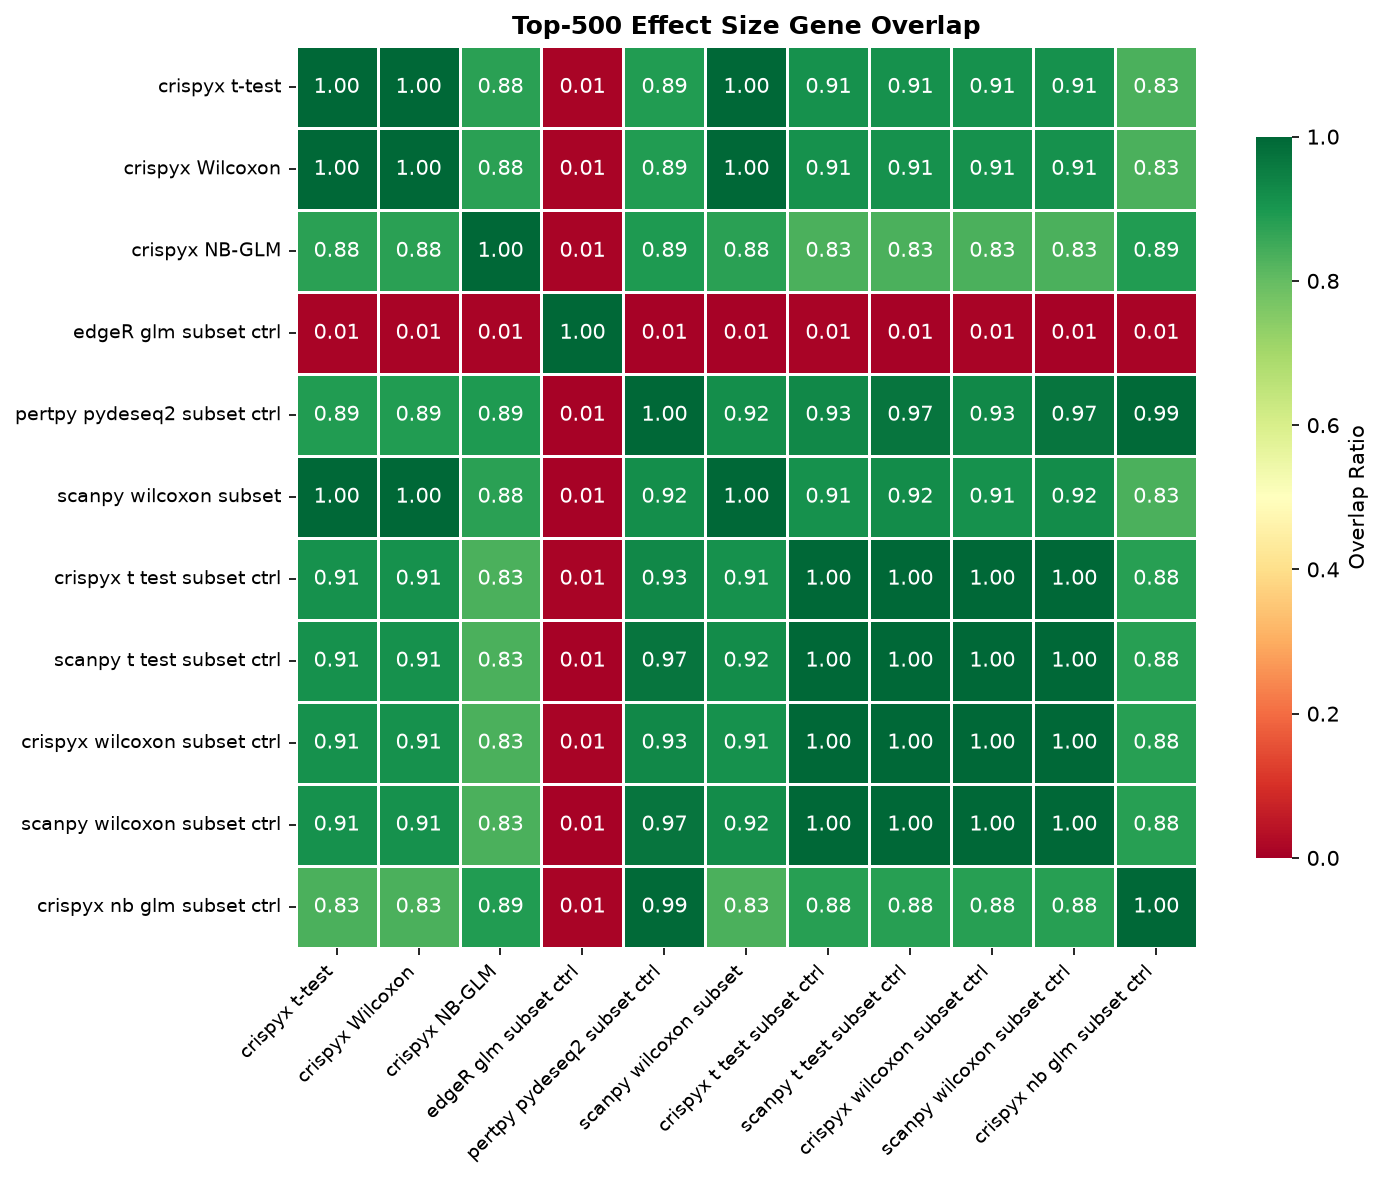 Top-500 Effect Size Gene Overlap
crispyx t-test 1.00 1.00 0.88 0.01 0.89 1.00 0.91 0.91 0.91 0.91 0.83
crispyx Wilcoxon 1.00 1.00 0.88 0.01 0.89 1.00 0.91 0.91 0.91 0.91 0.83
crispyx NB-GLM 0.88 0.88 1.00 0.01 0.89 0.88 0.83 0.83 0.83 0.83 0.89
edgeR glm subset ctrl 0.01 0.01 0.01 1.00 0.01 0.01 0.01 0.01 0.01 0.01 0.01
pertpy pydeseq2 subset ctrl 0.89 0.89 0.89 0.01 1.00 0.92 0.93 0.97 0.93 0.97 0.99
scanpy wilcoxon subset 1.00 1.00 0.88 0.01 0.92 1.00 0.91 0.92 0.91 0.92 0.83
crispyx t test subset ctrl 0.91 0.91 0.83 0.01 0.93 0.91 1.00 1.00 1.00 1.00 0.88
scanpy t test subset ctrl 0.91 0.91 0.83 0.01 0.97 0.92 1.00 1.00 1.00 1.00 0.88
crispyx wilcoxon subset ctrl 0.91 0.91 0.83 0.01 0.93 0.91 1.00 1.00 1.00 1.00 0.88
scanpy wilcoxon subset ctrl 0.91 0.91 0.83 0.01 0.97 0.92 1.00 1.00 1.00 1.00 0.88
crispyx nb glm subset ctrl 0.83 0.83 0.89 0.01 0.99 0.83 0.88 0.88 0.88 0.88 1.00
crispyx t-test
crispyx Wilcoxon
crispyx NB-GLM
edgeR glm subset ctrl
pertpy pydeseq2 subset ctrl
scanpy wilcoxon subset
crispyx t test subset ctrl
scanpy t test subset ctrl
crispyx wilcoxon subset ctrl
scanpy wilcoxon subset ctrl
crispyx nb glm subset ctrl
1.0
0.8
0.6
0.4
0.2
0.0
Overlap Ratio